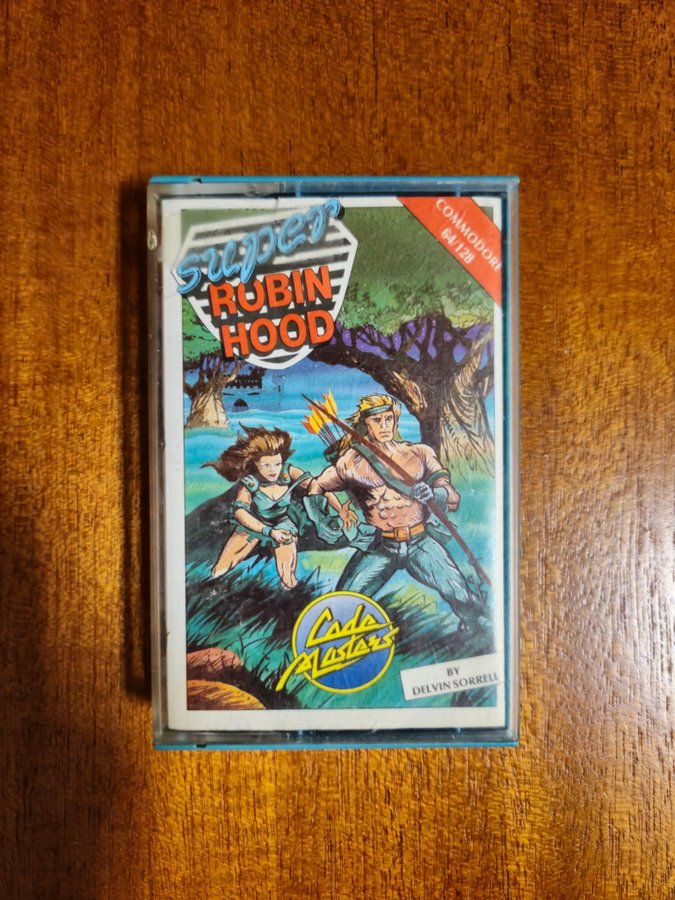 super
ROBIN
HOOD
COMMODORE
64/128
Code
Masters
BY
DELVIN SORRELL